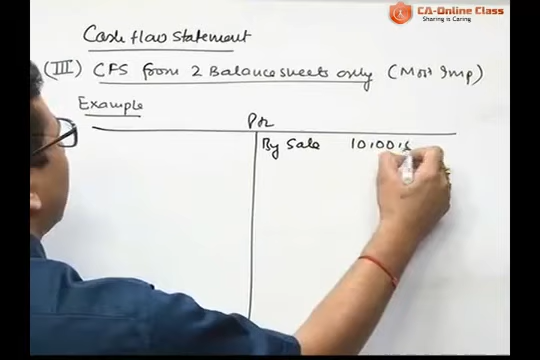 CA-Online Class
Sharing is Caring
Cash flow statement
(III) CFS from 2 Balance sheets only (Most Imp)
Example
By Sale